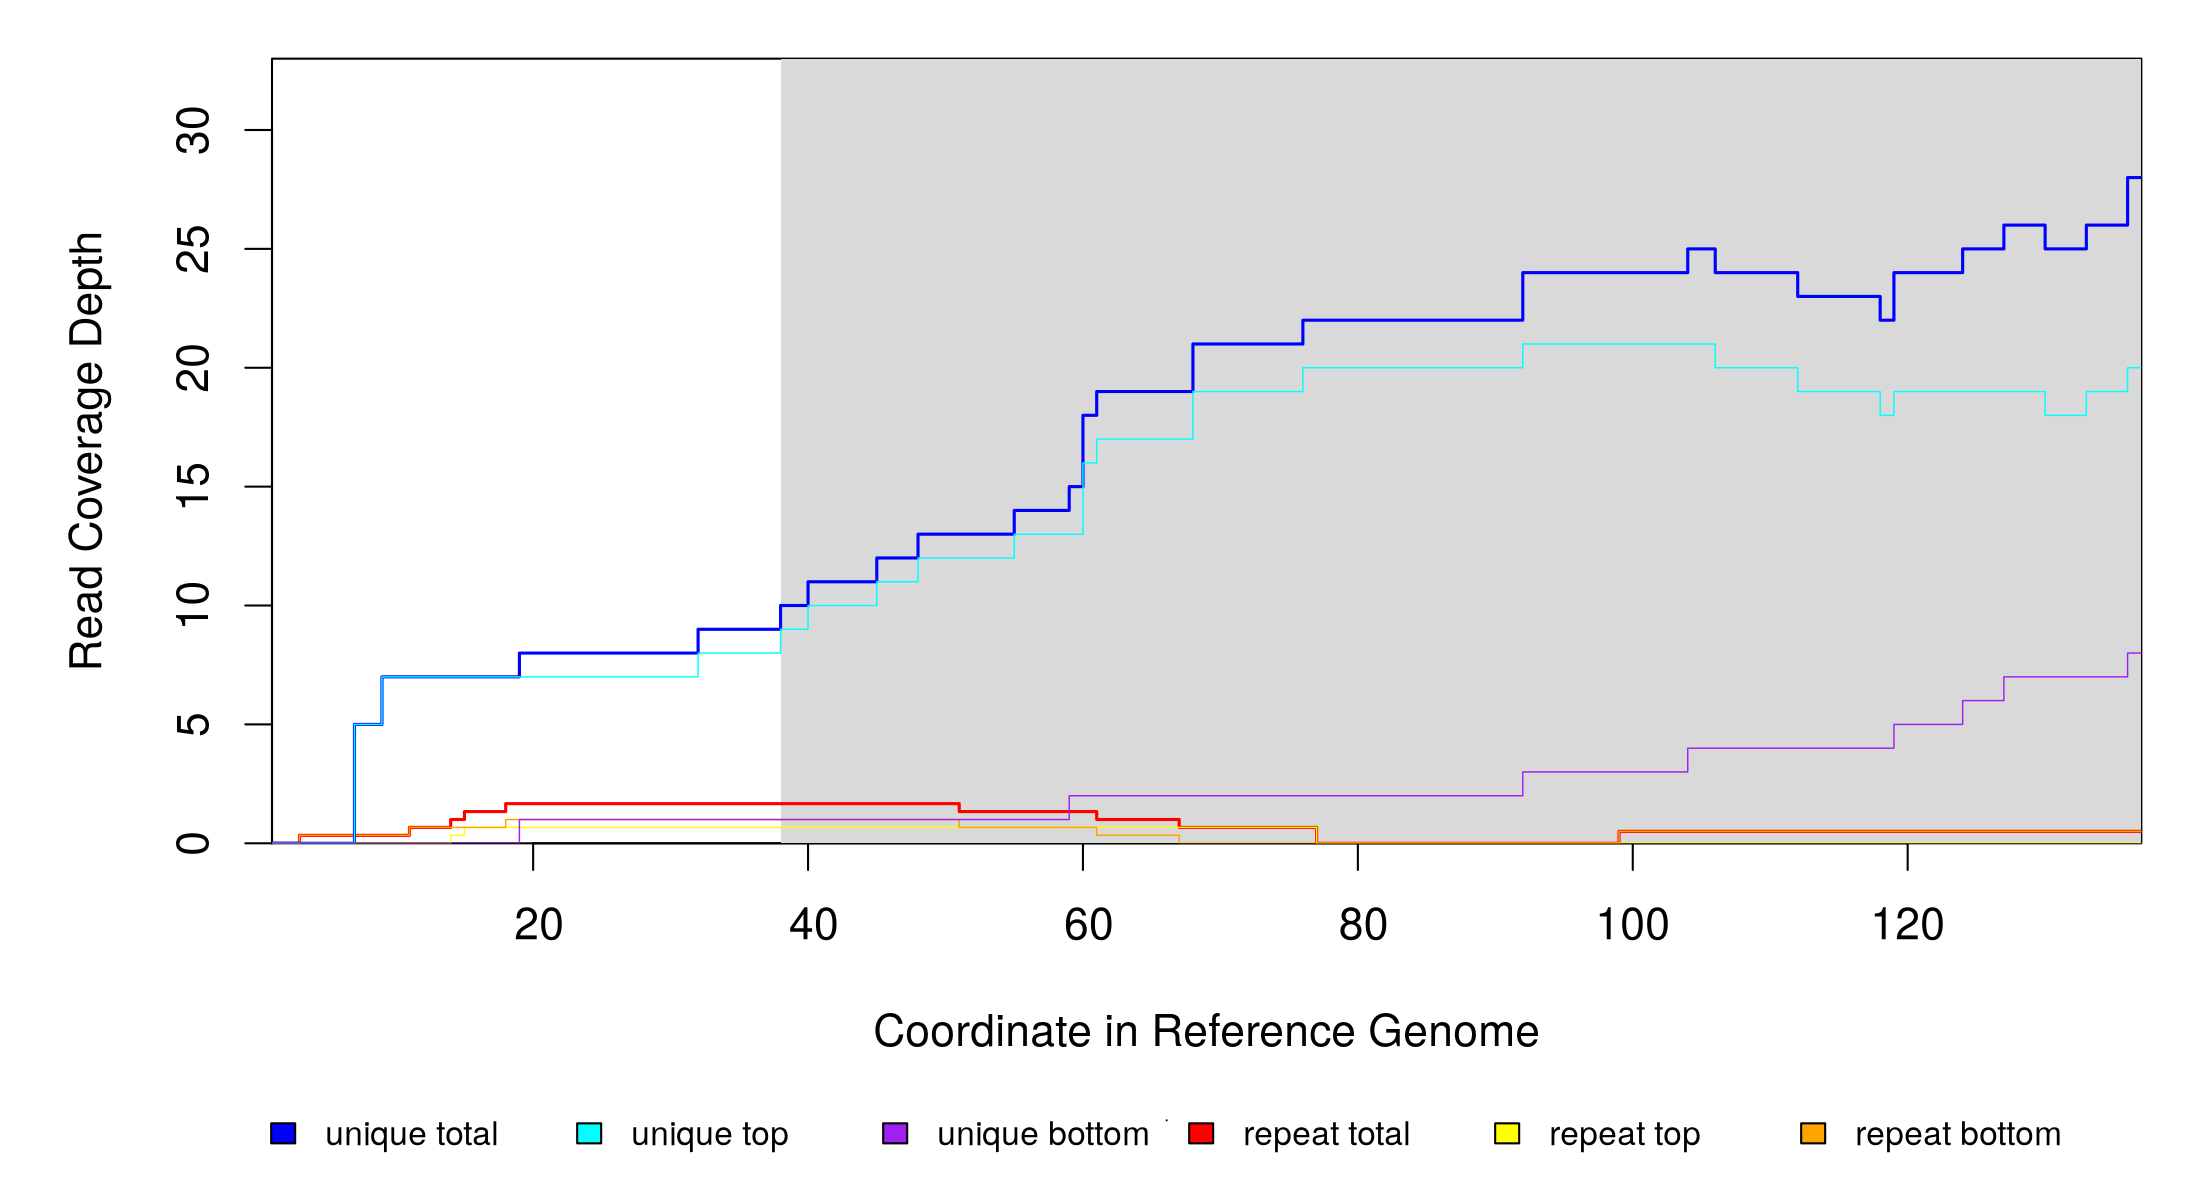 30
25
20
15
10
5
0
Read Coverage Depth
20 40 60 80 100 120
Coordinate in Reference Genome
unique total unique top unique bottom repeat total repeat top repeat bottom